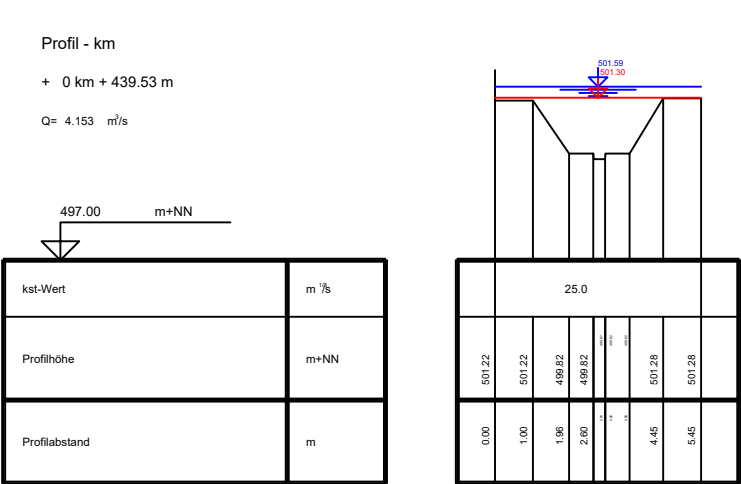 Profil - km
+ 0 km + 439.53 m
Q= 4.153 m³/s
501.59
501.30
497.00 m+NN
kst-Wert m ¹/³/s 25.0
Profilhöhe m+NN 501.22 501.22 499.82 499.82 501.28 501.28
Profilabstand m 0.00 1.00 1.96 2.60 4.45 5.45